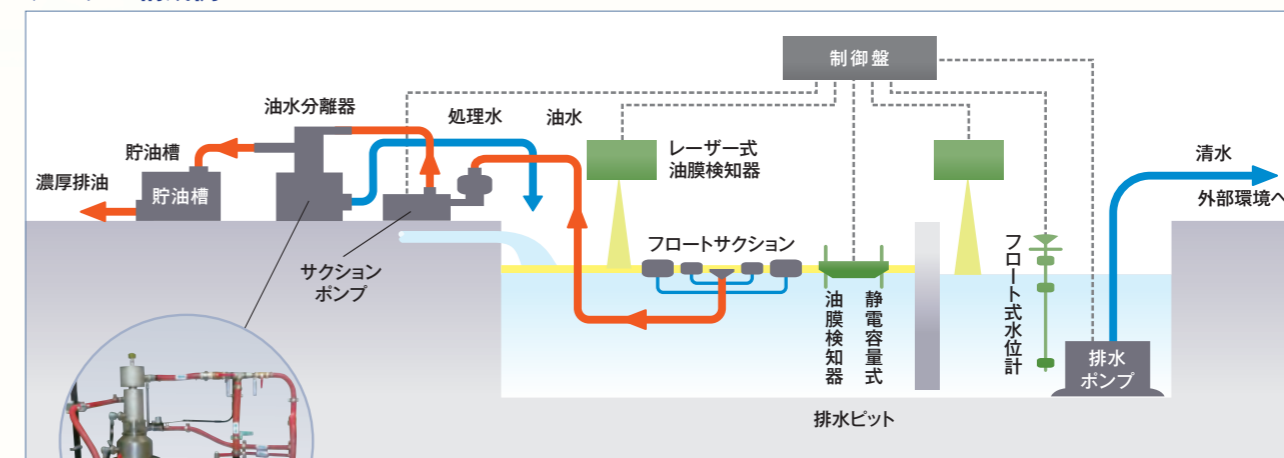 制御盤
油水分離器
処理水
油水
レーザー式
油膜検知器
貯油槽
濃厚排油
貯油槽
清水
外部環境へ
サクション
ポンプ
フロートサクション
静電容量式
油膜検知器
フロート式水位計
排水
ポンプ
排水ピット